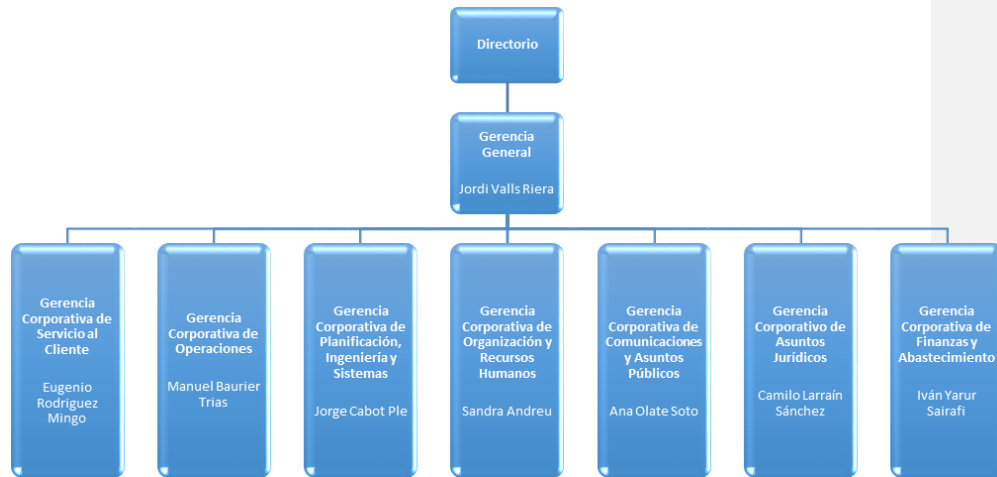 Directorio
Gerencia
General
Jordi Valls Riera
Gerencia
Corporativa de
Servicio al
Cliente
Eugenio
Rodriguez
Mingo
Gerencia
Corporativa de
Operaciones
Manuel Baurier
Trias
Gerencia
Corporativa de
Planificación,
Ingeniería y
Sistemas
Jorge Cabot Ple
Gerencia
Corporativa de
Organización y
Recursos
Humanos
Sandra Andreu
Gerencia
Corporativa de
Comunicaciones
y Asuntos
Públicos
Ana Olate Soto
Gerencia
Corporativo de
Asuntos
Jurídicos
Camilo Larraín
Sánchez
Gerencia
Corporativa de
Finanzas y
Abastecimiento
Iván Yarur
Sairafi